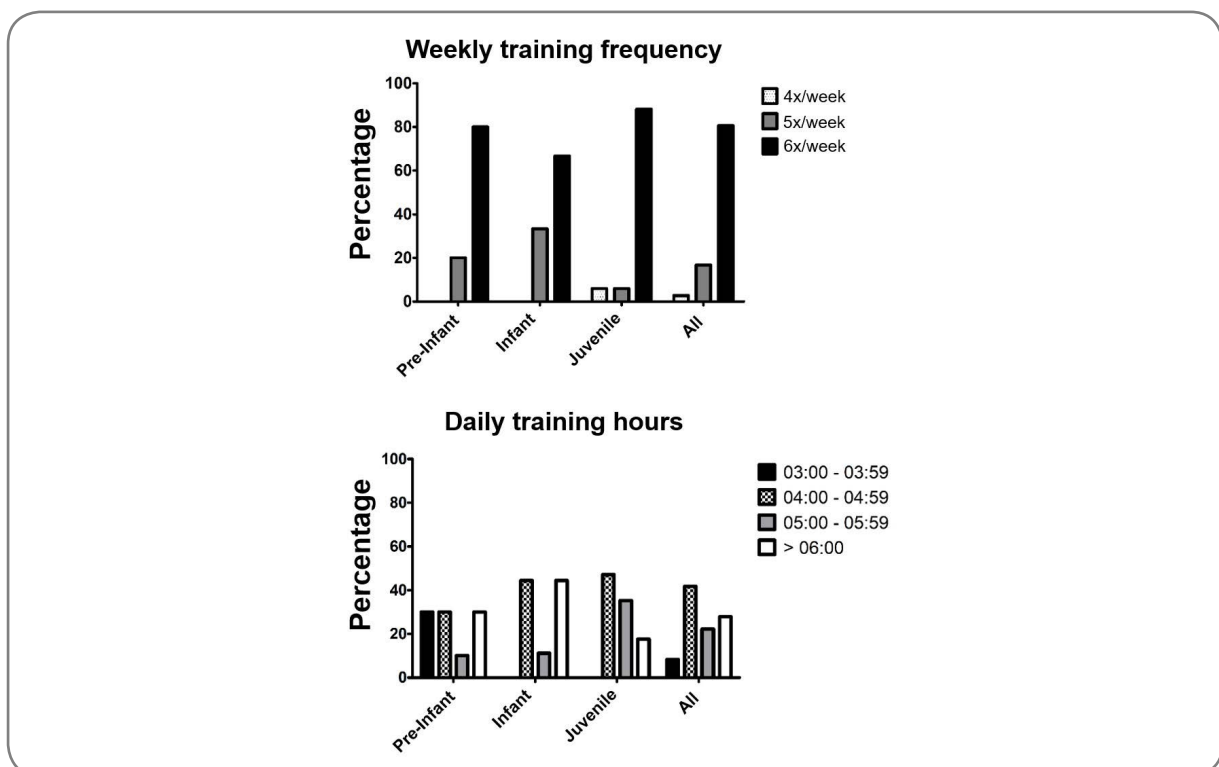 Weekly training frequency
Percentage
100
80
60
40
20
0
Pre-Infant
Infant
Juvenile
All
4x/week
5x/week
6x/week
Daily training hours
Percentage
100
80
60
40
20
0
Pre-Infant
Infant
Juvenile
All
03:00 - 03:59
04:00 - 04:59
05:00 - 05:59
> 06:00